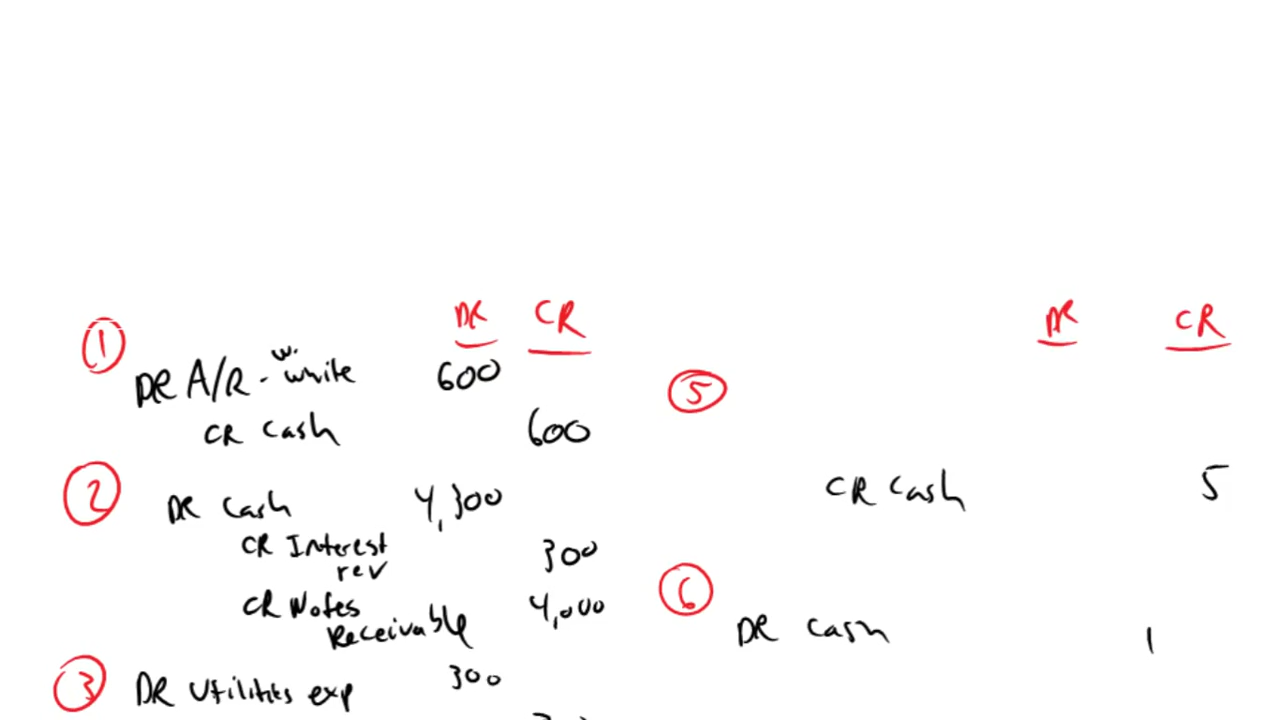 DR CR
1
DR A/R - W. White 600
CR Cash 600
2
DR Cash 4,300
CR Interest 300
rev
CR Notes 4,000
Receivable
3 DR Utilities exp 300
DR CR
5
CR Cash 5
6
DR Cash 1